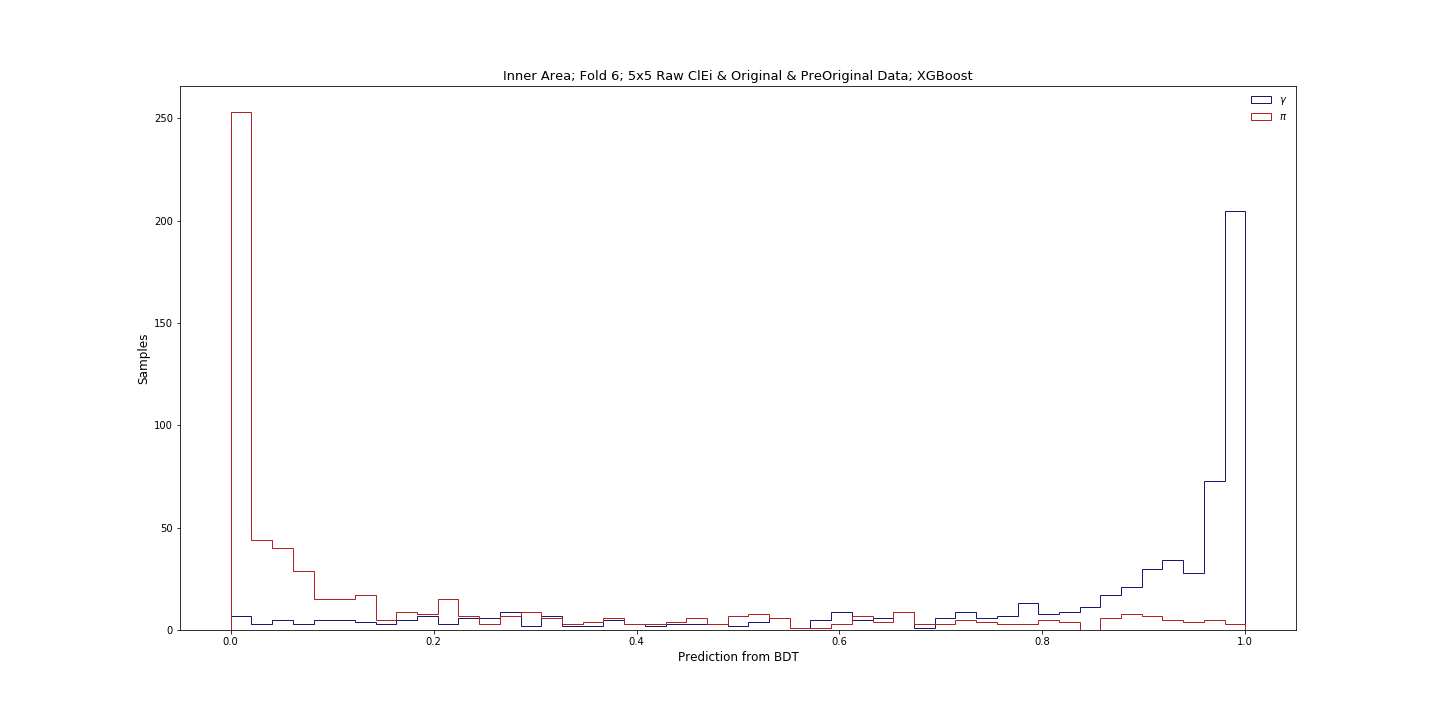 Inner Area; Fold 6; 5x5 Raw ClEi & Original & PreOriginal Data; XGBoost
γ
π
250
200
150
100
50
0
Samples
0.0 0.2 0.4 0.6 0.8 1.0
Prediction from BDT